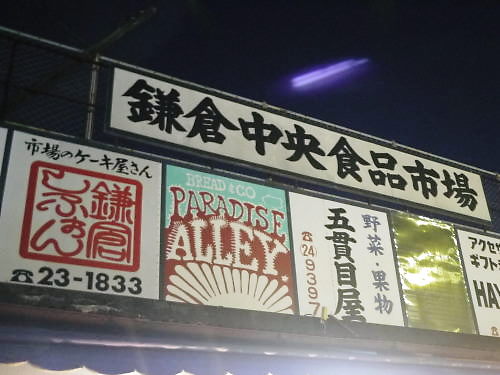 鎌倉中央食品市場
市場のケーキ屋さん
鎌倉
しふぉん
☎23-1833
BREAD & CO
PARADISE
ALLEY
野菜・果物
五貫目屋
☎(24)9397
アクセ
ギフト
HA